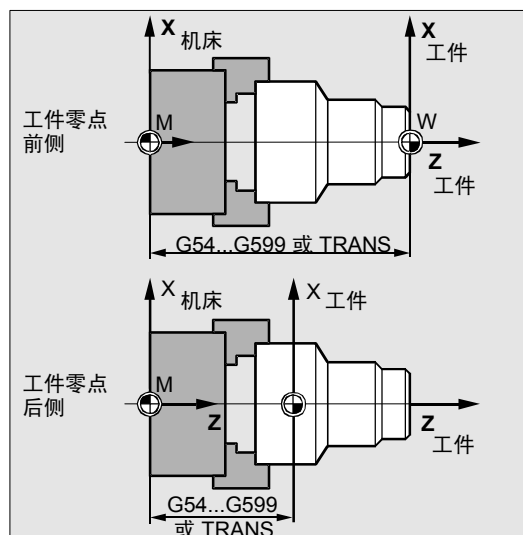 X 机床
X
工件
工件零点
前侧
M
W
Z
工件
G54...G599 或 TRANS
X 机床
X 工件
工件零点
后侧
M
Z
Z
工件
G54...G599
或 TRANS